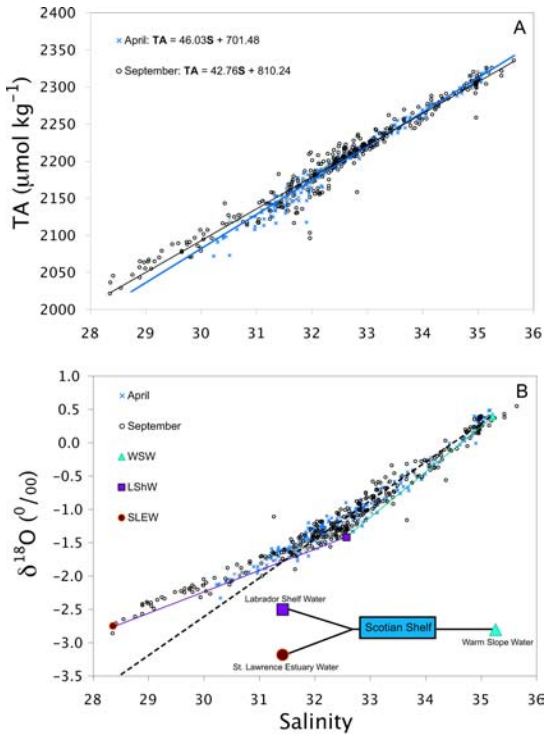 A
April: TA = 46.03S + 701.48
September: TA = 42.76S + 810.24
TA (μmol kg⁻¹)
2400
2350
2300
2250
2200
2150
2100
2050
2000
28 29 30 31 32 33 34 35 36
B
April
September
WSW
LShW
SLEW
δ¹⁸O (⁰/₀₀)
1.0
0.5
0.0
−0.5
−1.0
−1.5
−2.0
−2.5
−3.0
−3.5
Labrador Shelf Water
Scotian Shelf
Warm Slope Water
St. Lawrence Estuary Water
28 29 30 31 32 33 34 35 36
Salinity